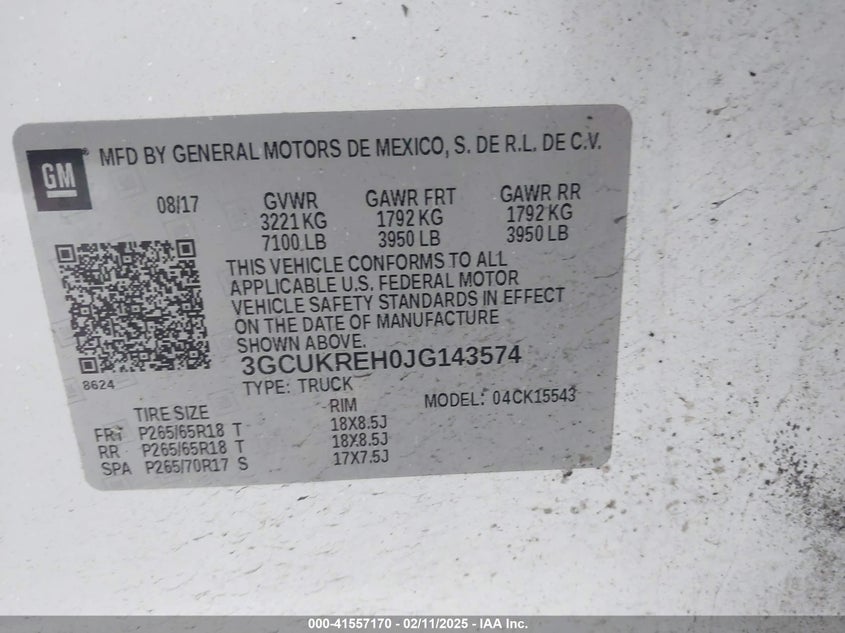 GM ® MFD BY GENERAL MOTORS DE MEXICO, S. DE R.L. DE C.V.
08/17 GVWR GAWR FRT GAWR RR
3221 KG 1792 KG 1792 KG
7100 LB 3950 LB 3950 LB
THIS VEHICLE CONFORMS TO ALL
APPLICABLE U.S. FEDERAL MOTOR
VEHICLE SAFETY STANDARDS IN EFFECT
ON THE DATE OF MANUFACTURE
SHOWN ABOVE.
3GCUKREH0JG143574
8624
TYPE: TRUCK MODEL: 04CK15543
TIRE SIZE RIM
FRT P265/65R18 T 18X8.5J
RR P265/65R18 T 18X8.5J
SPA P265/70R17 S 17X7.5J
000-41557170 - 02/11/2025 - IAA Inc.